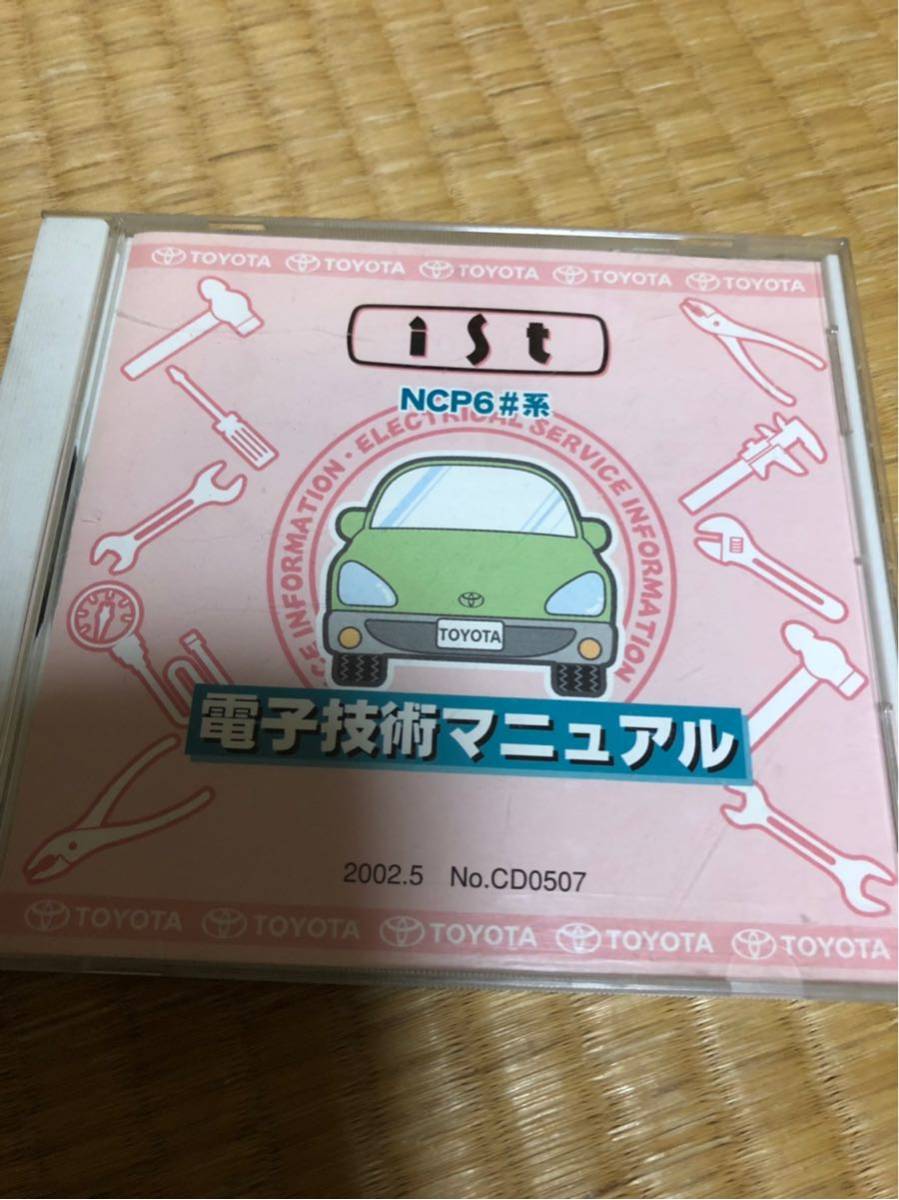 TOYOTA TOYOTA TOYOTA TOYOTA TOYOTA
ist
NCP6#系
CE INFORMATION・ELECTRICAL SERVICE INFORMATION
TOYOTA
電子技術マニュアル
2002.5 No.CD0507
TOYOTA TOYOTA TOYOTA TOYOTA TOYOTA